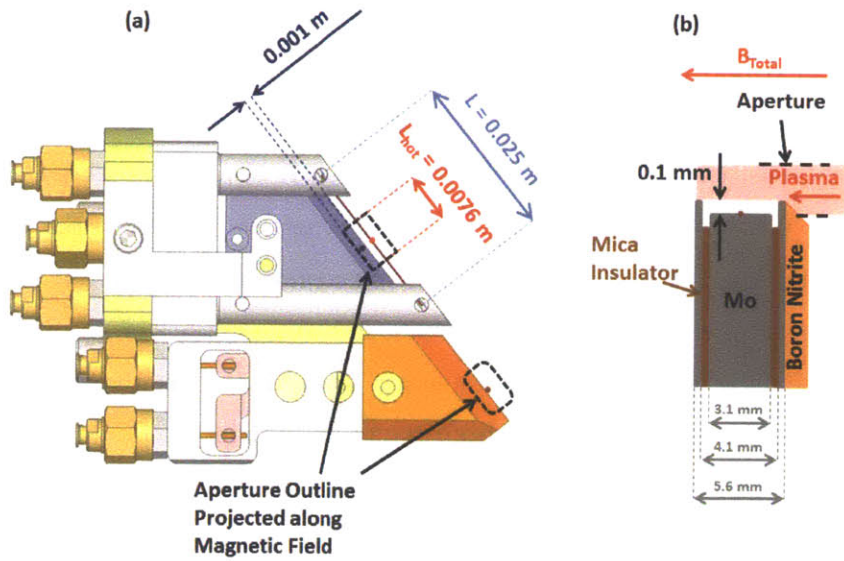 (a)
0.001 m
L = 0.025 m
Lhot = 0.0076 m
Aperture Outline
Projected along
Magnetic Field
(b)
BTotal
Aperture
0.1 mm
Plasma
Mica
Insulator
Mo
Boron Nitrite
3.1 mm
4.1 mm
5.6 mm